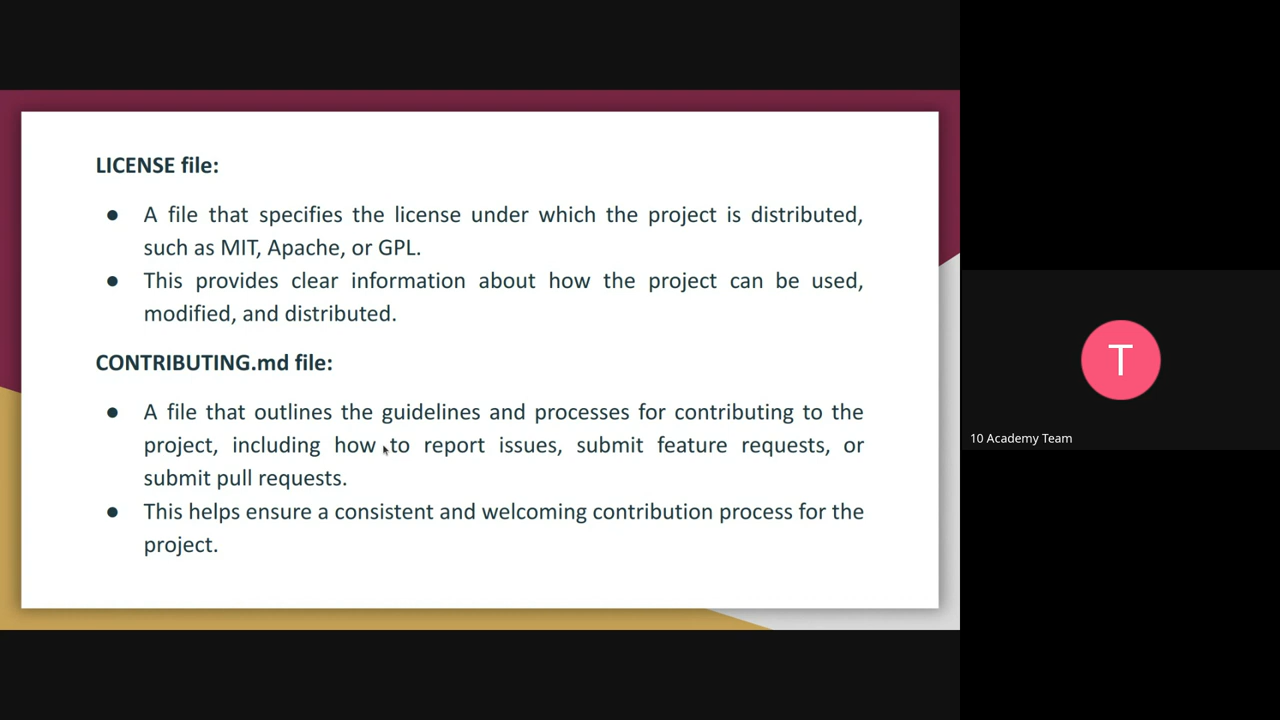 LICENSE file:
● A file that specifies the license under which the project is distributed,
such as MIT, Apache, or GPL.
● This provides clear information about how the project can be used,
modified, and distributed.
CONTRIBUTING.md file:
● A file that outlines the guidelines and processes for contributing to the
project, including how to report issues, submit feature requests, or
submit pull requests.
● This helps ensure a consistent and welcoming contribution process for the
project.
T
10 Academy Team